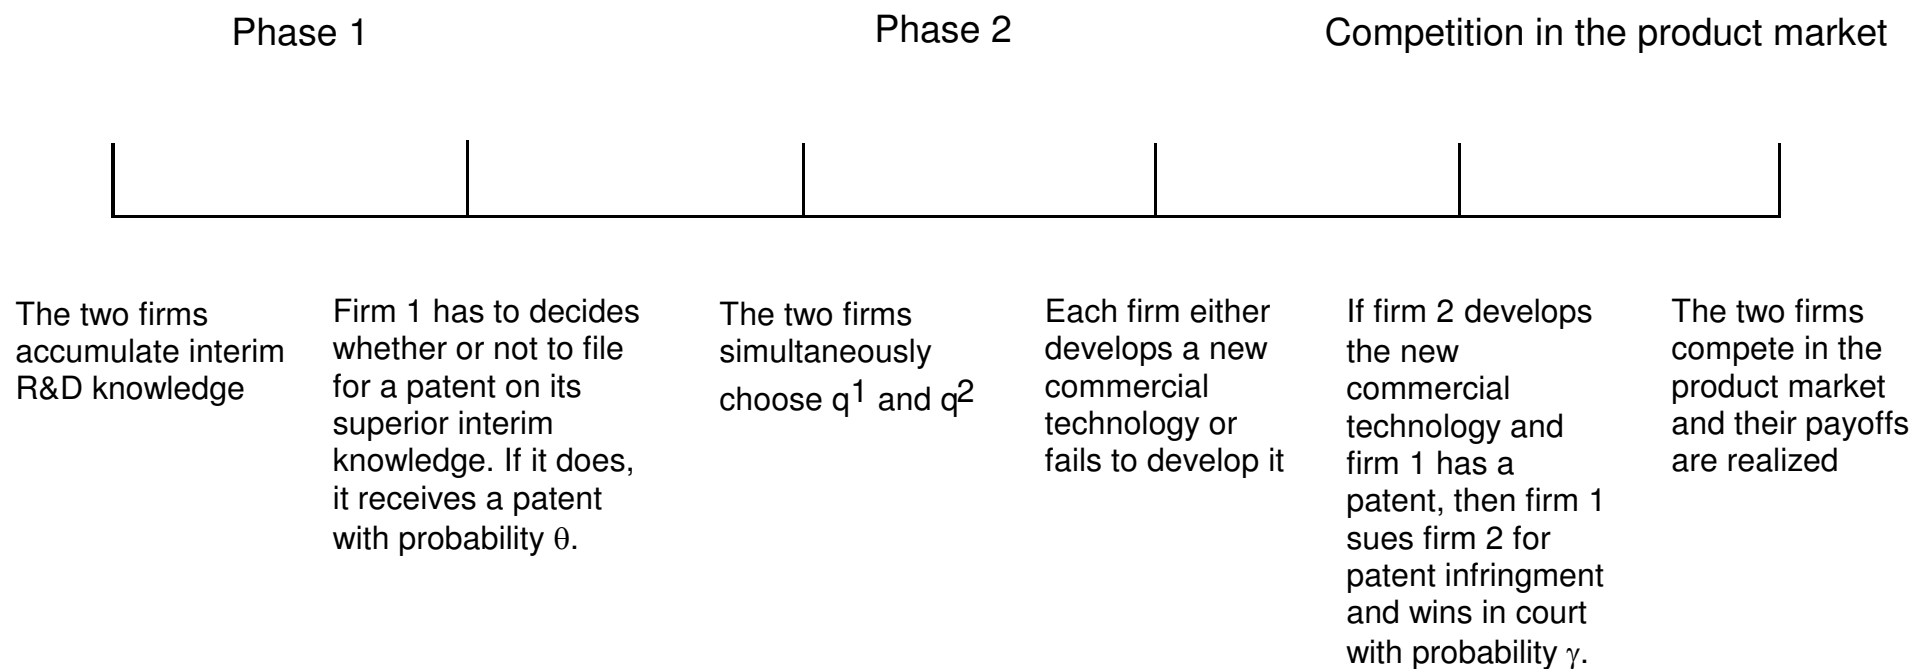 Phase 1
Phase 2
Competition in the product market
The two firms
accumulate interim
R&D knowledge
Firm 1 has to decides
whether or not to file
for a patent on its
superior interim
knowledge. If it does,
it receives a patent
with probability θ.
The two firms
simultaneously
choose q1 and q2
Each firm either
develops a new
commercial
technology or
fails to develop it
If firm 2 develops
the new
commercial
technology and
firm 1 has a
patent, then firm 1
sues firm 2 for
patent infringment
and wins in court
with probability γ.
The two firms
compete in the
product market
and their payoffs
are realized